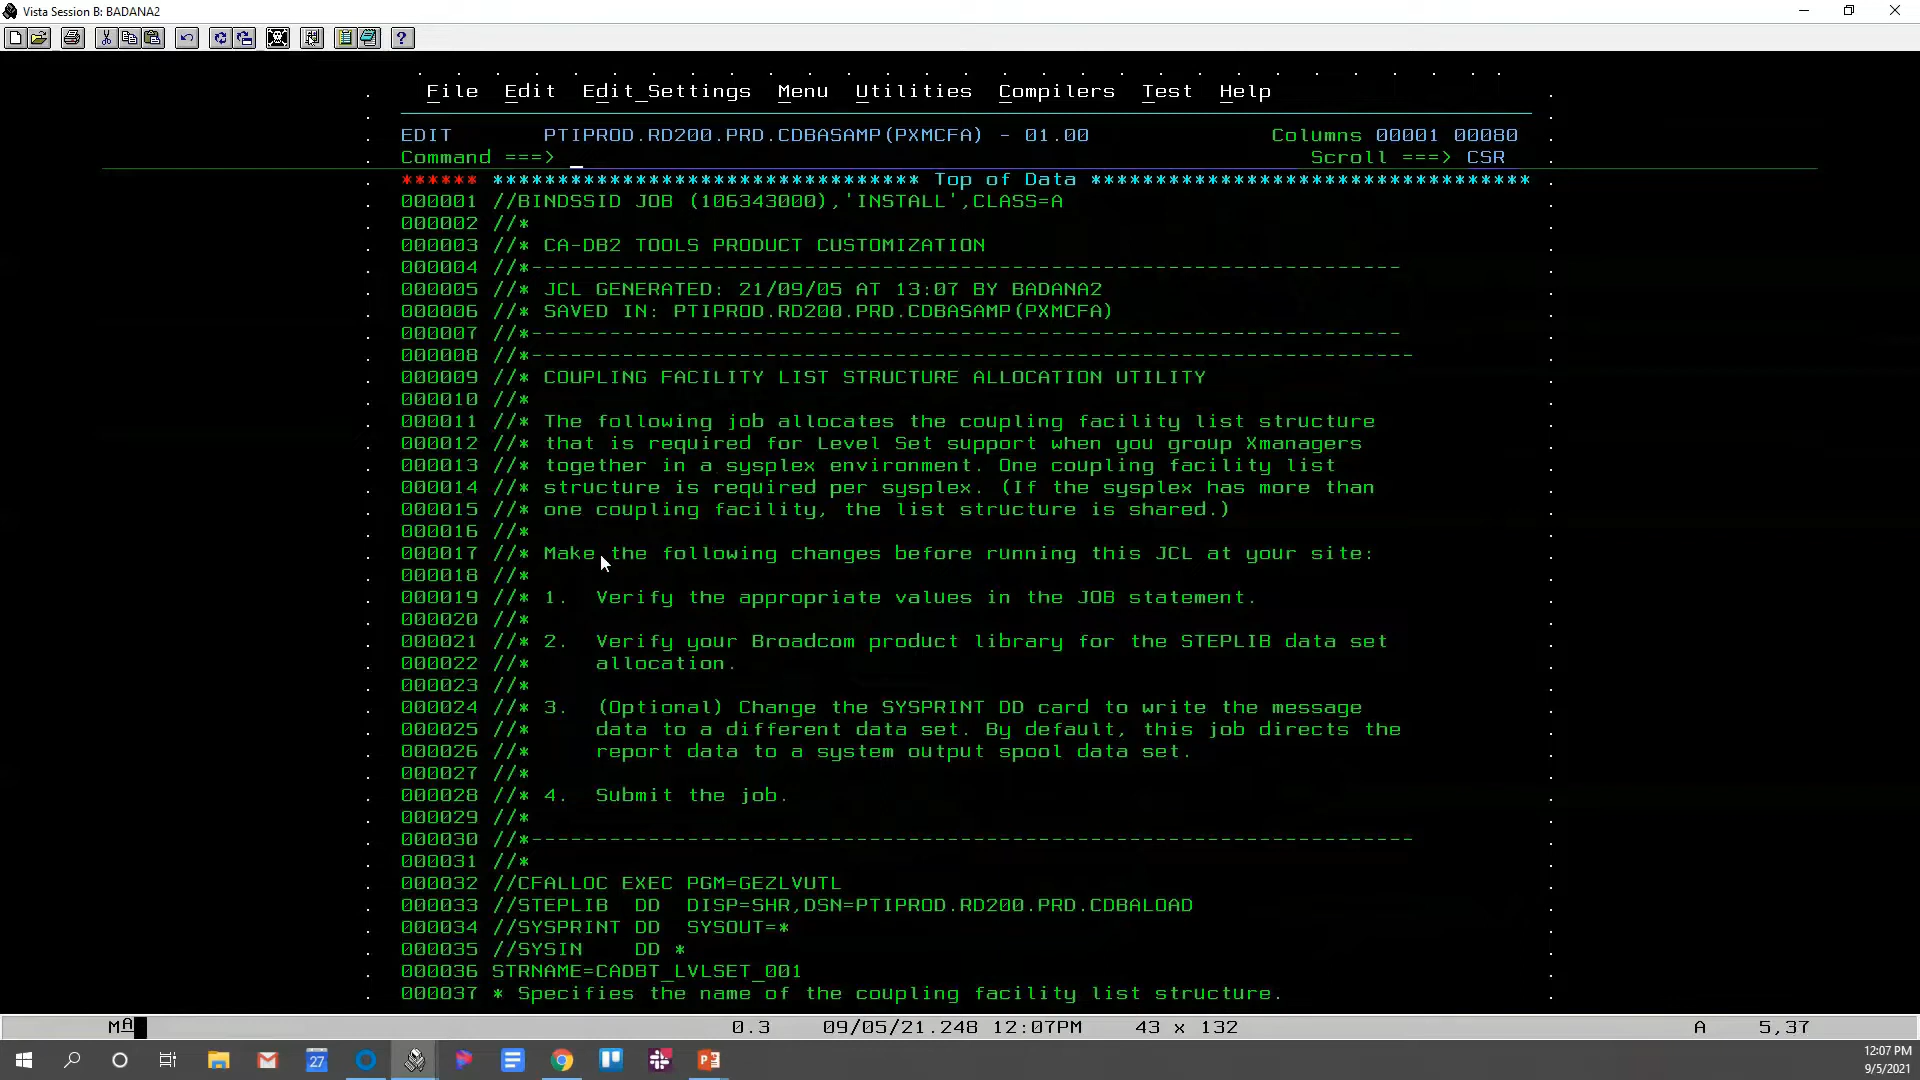 Vista Session B: BADANA2
File Edit Edit_Settings Menu Utilities Compilers Test Help
EDIT PTIPROD.RD200.PRD.CDBASAMP(PXMCFA) - 01.00 Columns 00001 00080
Command ===> _ Scroll ===> CSR
****** ********************************* Top of Data **********************************
000001 //BINDSSID JOB (106343000),'INSTALL',CLASS=A
000002 //*
000003 //* CA-DB2 TOOLS PRODUCT CUSTOMIZATION
000004 //*-------------------------------------------------------------------
000005 //* JCL GENERATED: 21/09/05 AT 13:07 BY BADANA2
000006 //* SAVED IN: PTIPROD.RD200.PRD.CDBASAMP(PXMCFA)
000007 //*-------------------------------------------------------------------
000008 //*--------------------------------------------------------------------
000009 //* COUPLING FACILITY LIST STRUCTURE ALLOCATION UTILITY
000010 //*
000011 //* The following job allocates the coupling facility list structure
000012 //* that is required for Level Set support when you group Xmanagers
000013 //* together in a sysplex environment. One coupling facility list
000014 //* structure is required per sysplex. (If the sysplex has more than
000015 //* one coupling facility, the list structure is shared.)
000016 //*
000017 //* Make the following changes before running this JCL at your site:
000018 //*
000019 //* 1. Verify the appropriate values in the JOB statement.
000020 //*
000021 //* 2. Verify your Broadcom product library for the STEPLIB data set
000022 //* allocation.
000023 //*
000024 //* 3. (Optional) Change the SYSPRINT DD card to write the message
000025 //* data to a different data set. By default, this job directs the
000026 //* report data to a system output spool data set.
000027 //*
000028 //* 4. Submit the job.
000029 //*
000030 //*--------------------------------------------------------------------
000031 //*
000032 //CFALLOC EXEC PGM=GEZLVUTL
000033 //STEPLIB DD DISP=SHR,DSN=PTIPROD.RD200.PRD.CDBALOAD
000034 //SYSPRINT DD SYSOUT=*
000035 //SYSIN DD *
000036 STRNAME=CADBT_LVLSET_001
000037 * Specifies the name of the coupling facility list structure.
MA 0.3 09/05/21.248 12:07PM 43 x 132 A 5,37
27
12:07 PM
9/5/2021